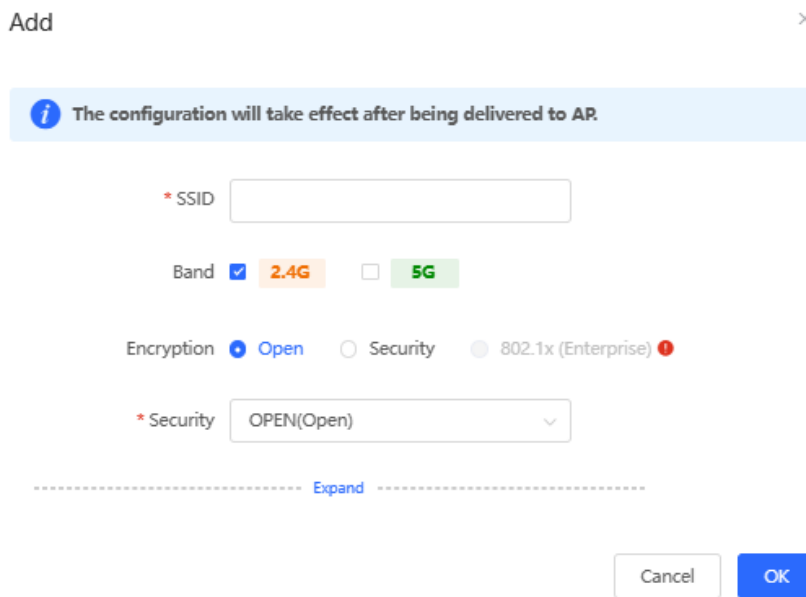 Add
The configuration will take effect after being delivered to AP.
* SSID
Band 2.4G 5G
Encryption Open Security 802.1x (Enterprise)
* Security OPEN(Open)
Expand
Cancel OK